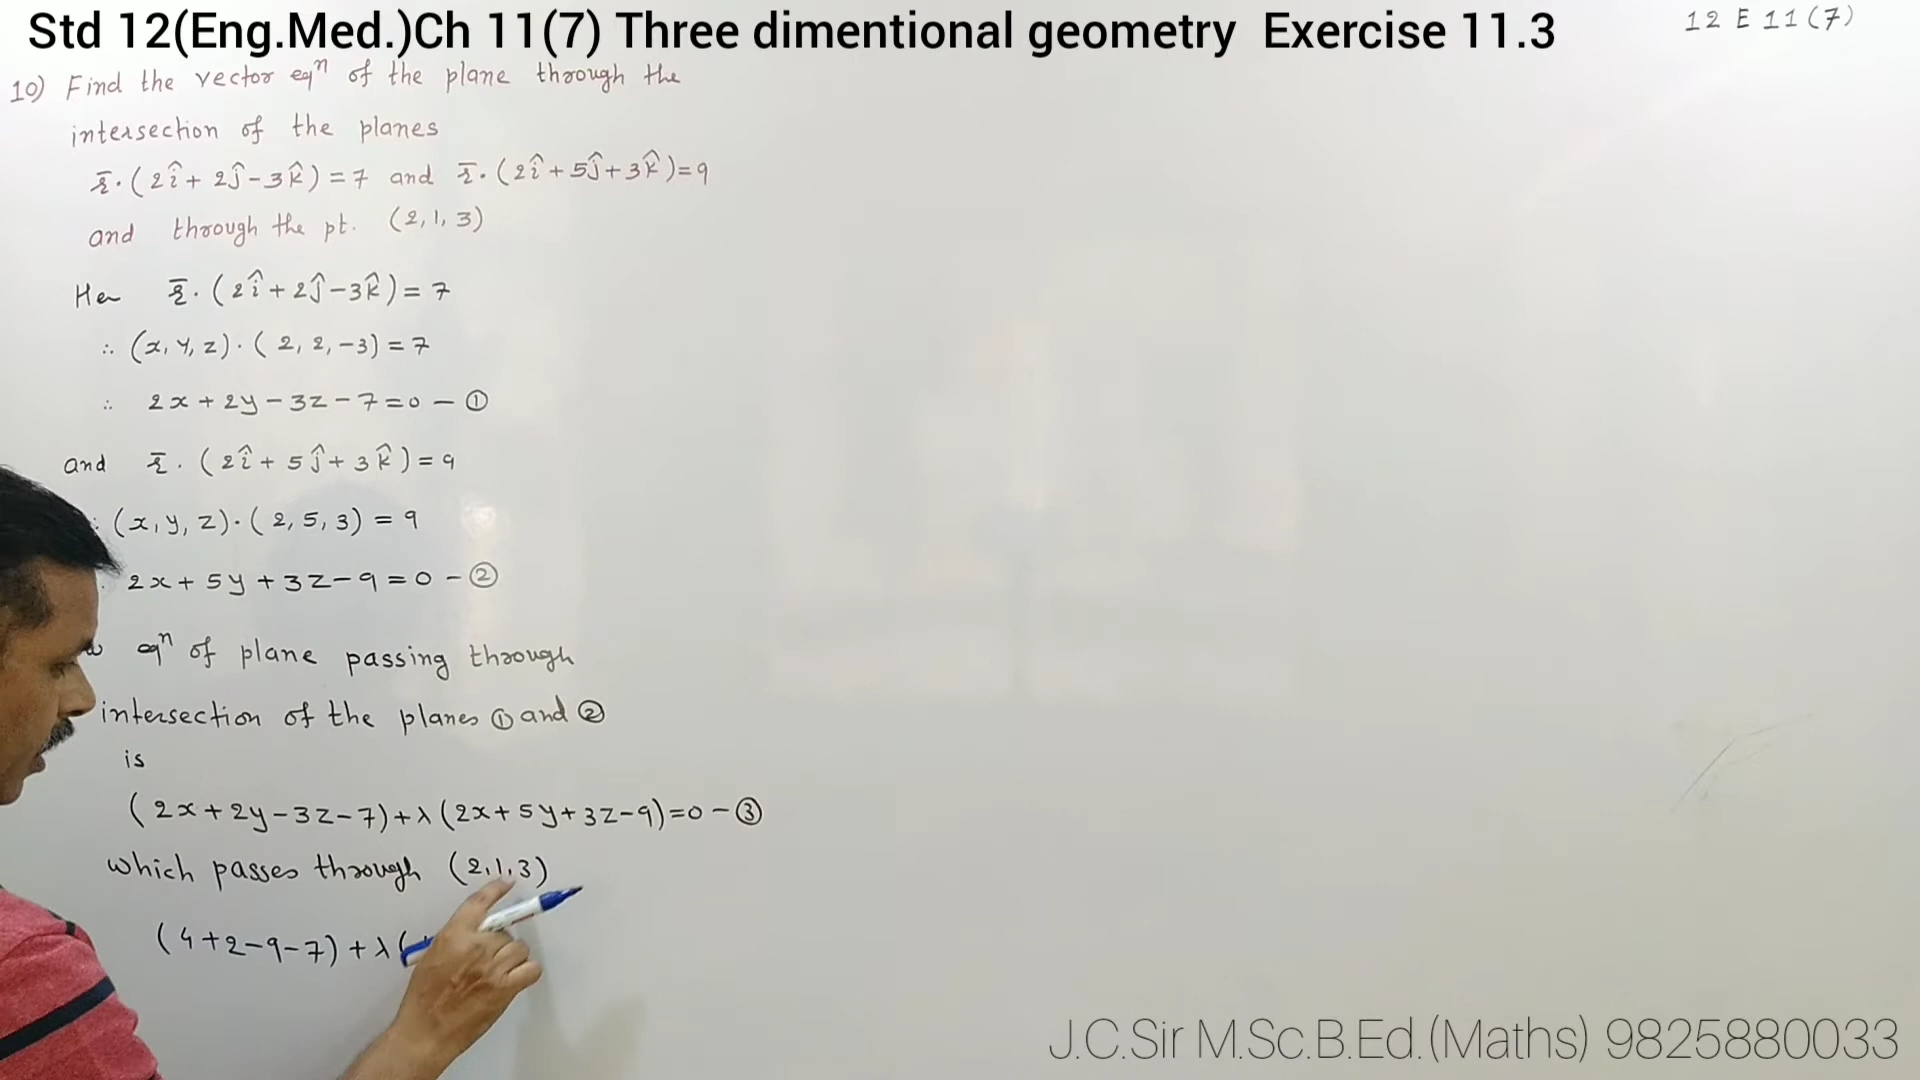 Std 12(Eng.Med.)Ch 11(7) Three dimentional geometry Exercise 11.3
12 E 11(7)
10) Find the vector eqⁿ of the plane through the
intersection of the planes
r̄·(2î+2ĵ-3k̂)=7 and r̄·(2î+5ĵ+3k̂)=9
and through the pt. (2,1,3)
Her r̄·(2î+2ĵ-3k̂)=7
∴ (x,y,z)·(2,2,-3)=7
∴ 2x+2y-3z-7=0 - ①
and r̄·(2î+5ĵ+3k̂)=9
(x,y,z)·(2,5,3)=9
2x+5y+3z-9=0 - ②
eqⁿ of plane passing through
intersection of the planes ① and ②
is
(2x+2y-3z-7)+λ(2x+5y+3z-9)=0 - ③
which passes through (2,1,3)
(4+2-9-7)+λ(
J.C.Sir M.Sc.B.Ed.(Maths) 9825880033